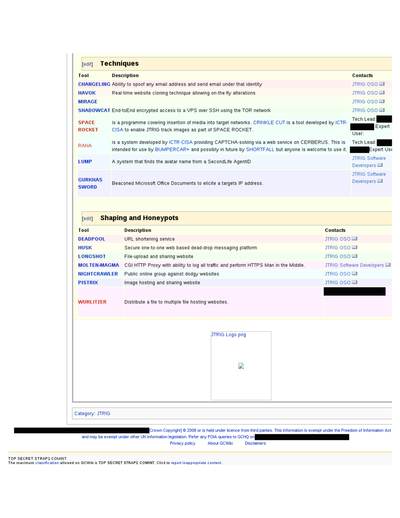 [edit] Techniques
Tool Description Contacts
CHANGELING Ability to spoof any email address and send email under that identity JTRIG OSO
HAVOK Real-time website cloning technique allowing on-the-fly alterations JTRIG OSO
MIRAGE JTRIG OSO
SHADOWCAT End-to-End encrypted access to a VPS over SSH using the TOR network JTRIG OSO
SPACE ROCKET is a programme covering insertion of media into target networks. CRINKLE CUT is a tool developed by ICTR-CISA to enable JTRIG track images as part of SPACE ROCKET. Tech Lead: Expert User:
RANA is a system developed by ICTR-CISA providing CAPTCHA-solving via a web service on CERBERUS. This is intended for use by BUMPERCAR+ and possibly in future by SHORTFALL but anyone is welcome to use it. Tech Lead: Expert Use
LUMP A system that finds the avatar name from a SecondLife AgentID JTRIG Software Developers
GURKHAS SWORD Beaconed Microsoft Office Documents to elicite a targets IP address. JTRIG Software Developers
[edit] Shaping and Honeypots
Tool Description Contacts
DEADPOOL URL shortening service JTRIG OSO
HUSK Secure one-to-one web based dead-drop messaging platform JTRIG OSO
LONGSHOT File-upload and sharing website JTRIG OSO
MOLTEN-MAGMA CGI HTTP Proxy with ability to log all traffic and perform HTTPS Man in the Middle. JTRIG Software Developers
NIGHTCRAWLER Public online group against dodgy websites JTRIG OSO
PISTRIX Image hosting and sharing website JTRIG OSO
WURLITZER Distribute a file to multiple file hosting websites.
JTRIG Logo.png
Category: JTRIG
Crown Copyright © 2008 or is held under licence from third parties. This information is exempt under the Freedom of Information Act
and may be exempt under other UK information legislation. Refer any FOIA queries to GCHQ on
Privacy policy About GCWiki Disclaimers
TOP SECRET STRAP1 COMINT
The maximum classification allowed on GCWiki is TOP SECRET STRAP1 COMINT. Click to report inappropriate content.